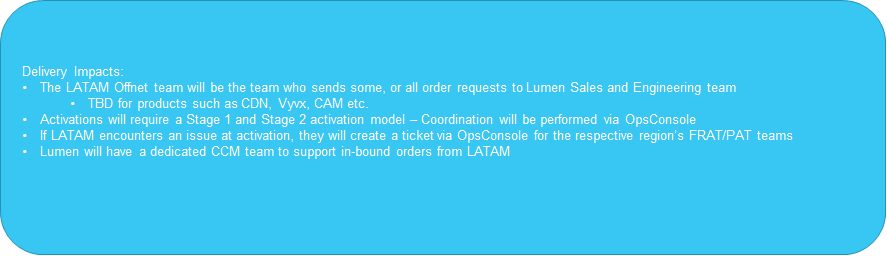 Delivery Impacts:
• The LATAM Offnet team will be the team who sends some, or all order requests to Lumen Sales and Engineering team
• TBD for products such as CDN, Vyvx, CAM etc.
• Activations will require a Stage 1 and Stage 2 activation model – Coordination will be performed via OpsConsole
• If LATAM encounters an issue at activation, they will create a ticket via OpsConsole for the respective region's FRAT/PAT teams
• Lumen will have a dedicated CCM team to support in-bound orders from LATAM